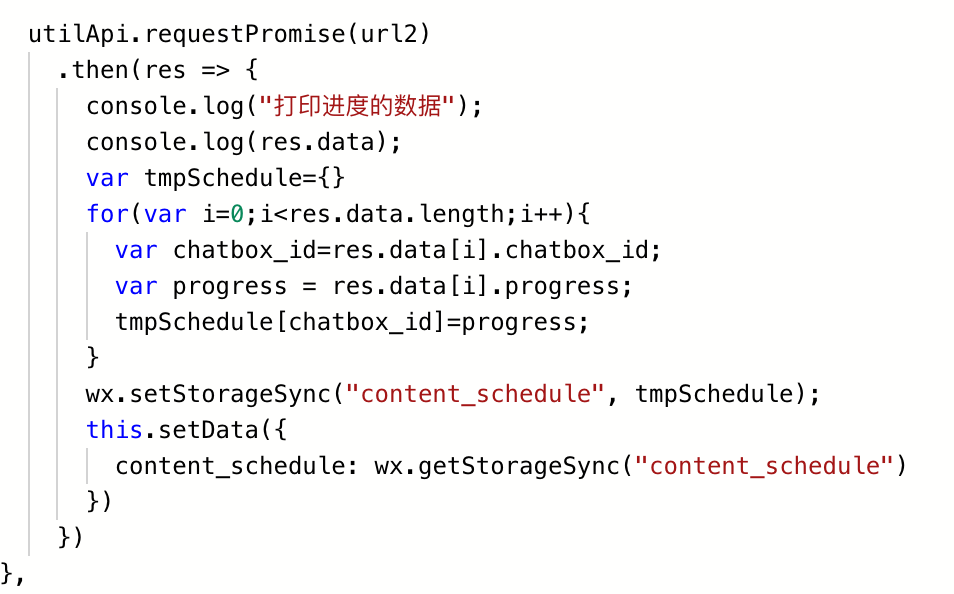 utilApi.requestPromise(url2)
.then(res => {
console.log("打印进度的数据");
console.log(res.data);
var tmpSchedule={}
for(var i=0;i<res.data.length;i++){
var chatbox_id=res.data[i].chatbox_id;
var progress = res.data[i].progress;
tmpSchedule[chatbox_id]=progress;
}
wx.setStorageSync("content_schedule", tmpSchedule);
this.setData({
content_schedule: wx.getStorageSync("content_schedule")
})
})
},